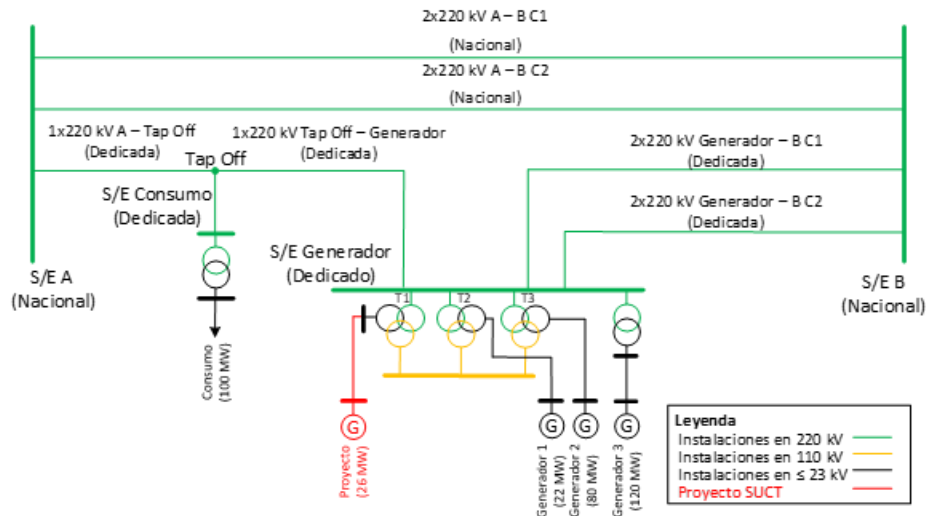 2x220 kV A – B C1
(Nacional)
2x220 kV A – B C2
(Nacional)
1x220 kV A – Tap Off
(Dedicada)
1x220 kV Tap Off – Generador
(Dedicada)
Tap Off
2x220 kV Generador – B C1
(Dedicada)
S/E Consumo
(Dedicada)
2x220 kV Generador – B C2
(Dedicada)
S/E Generador
(Dedicado)
S/E A
(Nacional)
S/E B
(Nacional)
T1
T2
T3
Consumo
(100 MW)
G
G
G
G
Proyecto
(26 MW)
Generador 1
(22 MW)
Generador 2
(80 MW)
Generador 3
(120 MW)
Leyenda
Instalaciones en 220 kV
Instalaciones en 110 kV
Instalaciones en ≤ 23 kV
Proyecto SUCT